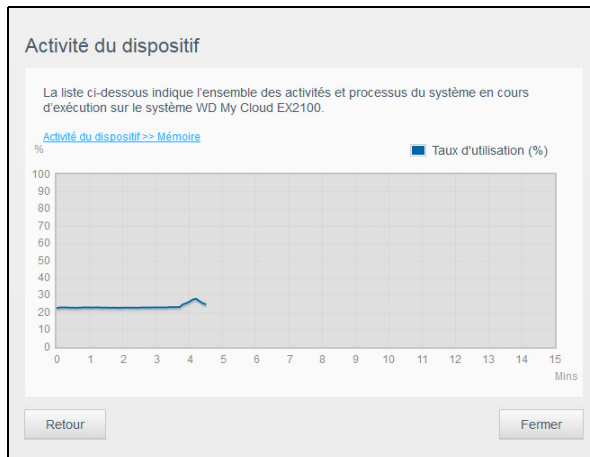 Activité du dispositif
La liste ci-dessous indique l'ensemble des activités et processus du système en cours
d'exécution sur le système WD My Cloud EX2100.
Activité du dispositif >> Mémoire
%
Taux d'utilisation (%)
100
90
80
70
60
50
40
30
20
10
0
0 1 2 3 4 5 6 7 8 9 10 11 12 13 14 15
Mins
Retour
Fermer